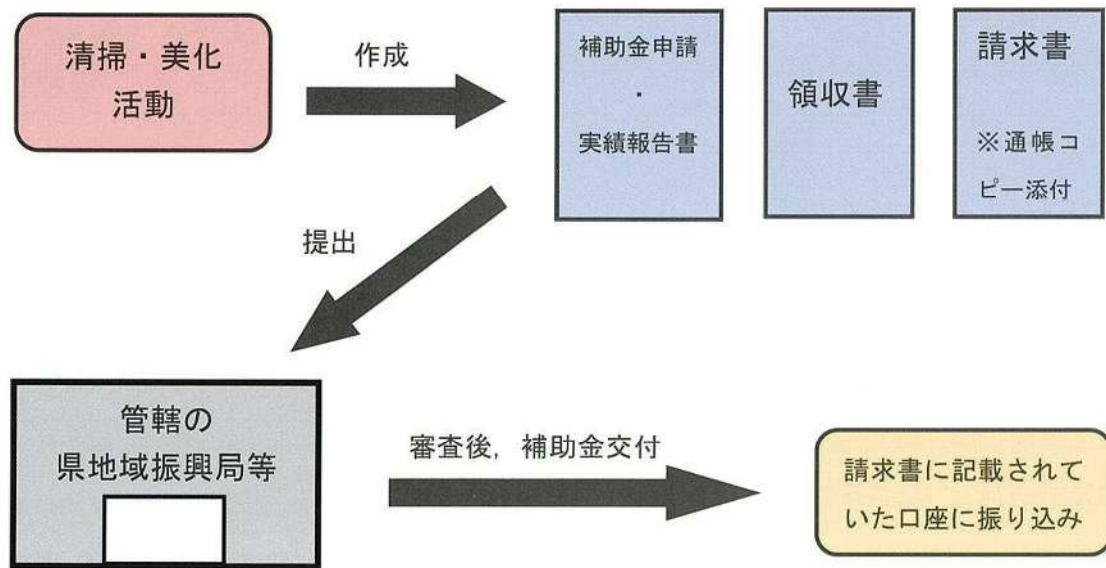 清掃・美化
活動
作成
補助金申請
・
実績報告書
領収書
請求書
※通帳コ
ピー添付
提出
管轄の
県地域振興局等
審査後，補助金交付
請求書に記載されて
いた口座に振り込み